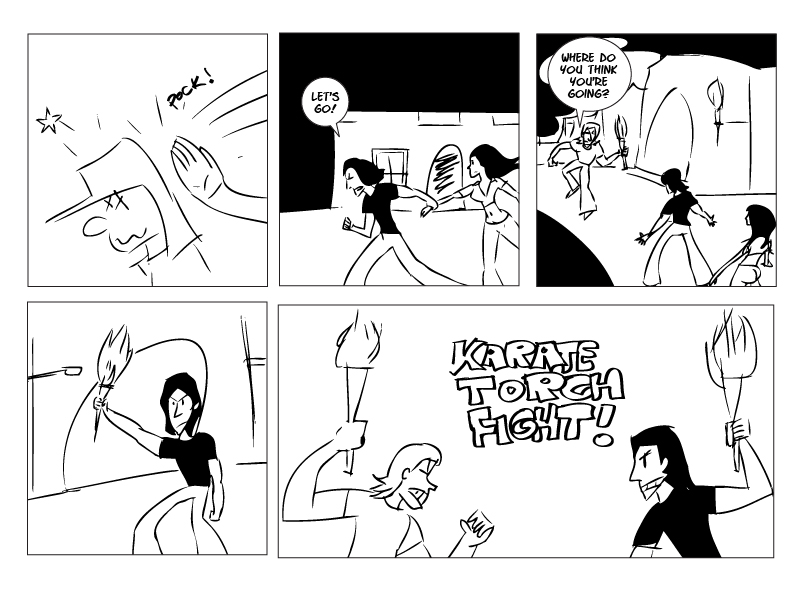 POCK!
LET'S
GO!
WHERE DO
YOU THINK
YOU'RE
GOING?
KARATE
TORCH
FIGHT!